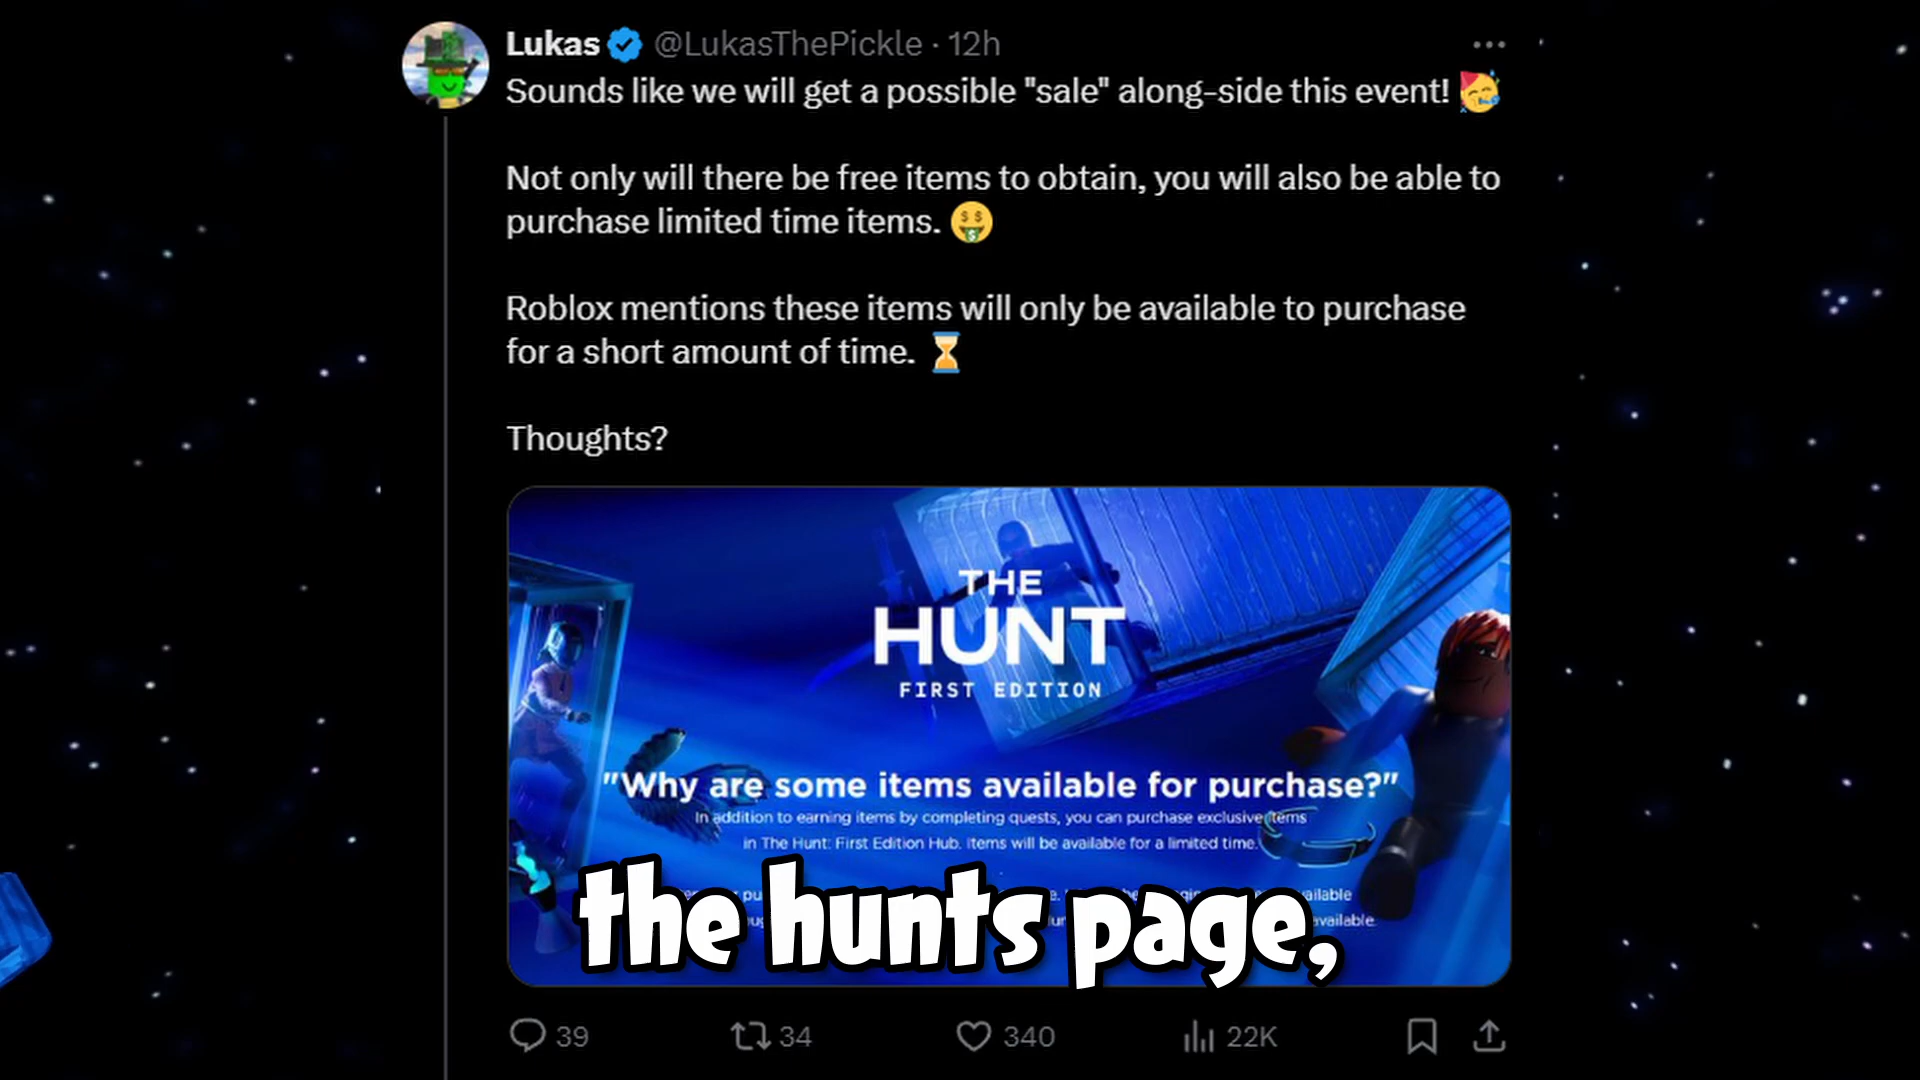 Lukas @LukasThePickle · 12h
Sounds like we will get a possible "sale" along-side this event! 🥳
Not only will there be free items to obtain, you will also be able to
purchase limited time items. 🤑
Roblox mentions these items will only be available to purchase
for a short amount of time. ⏳
Thoughts?
THE
HUNT
FIRST EDITION
"Why are some items available for purchase?"
In addition to earning items by completing quests, you can purchase exclusive items
in The Hunt: First Edition Hub. Items will be available for a limited time.
available.
the hunts page,
39 34 340 22K